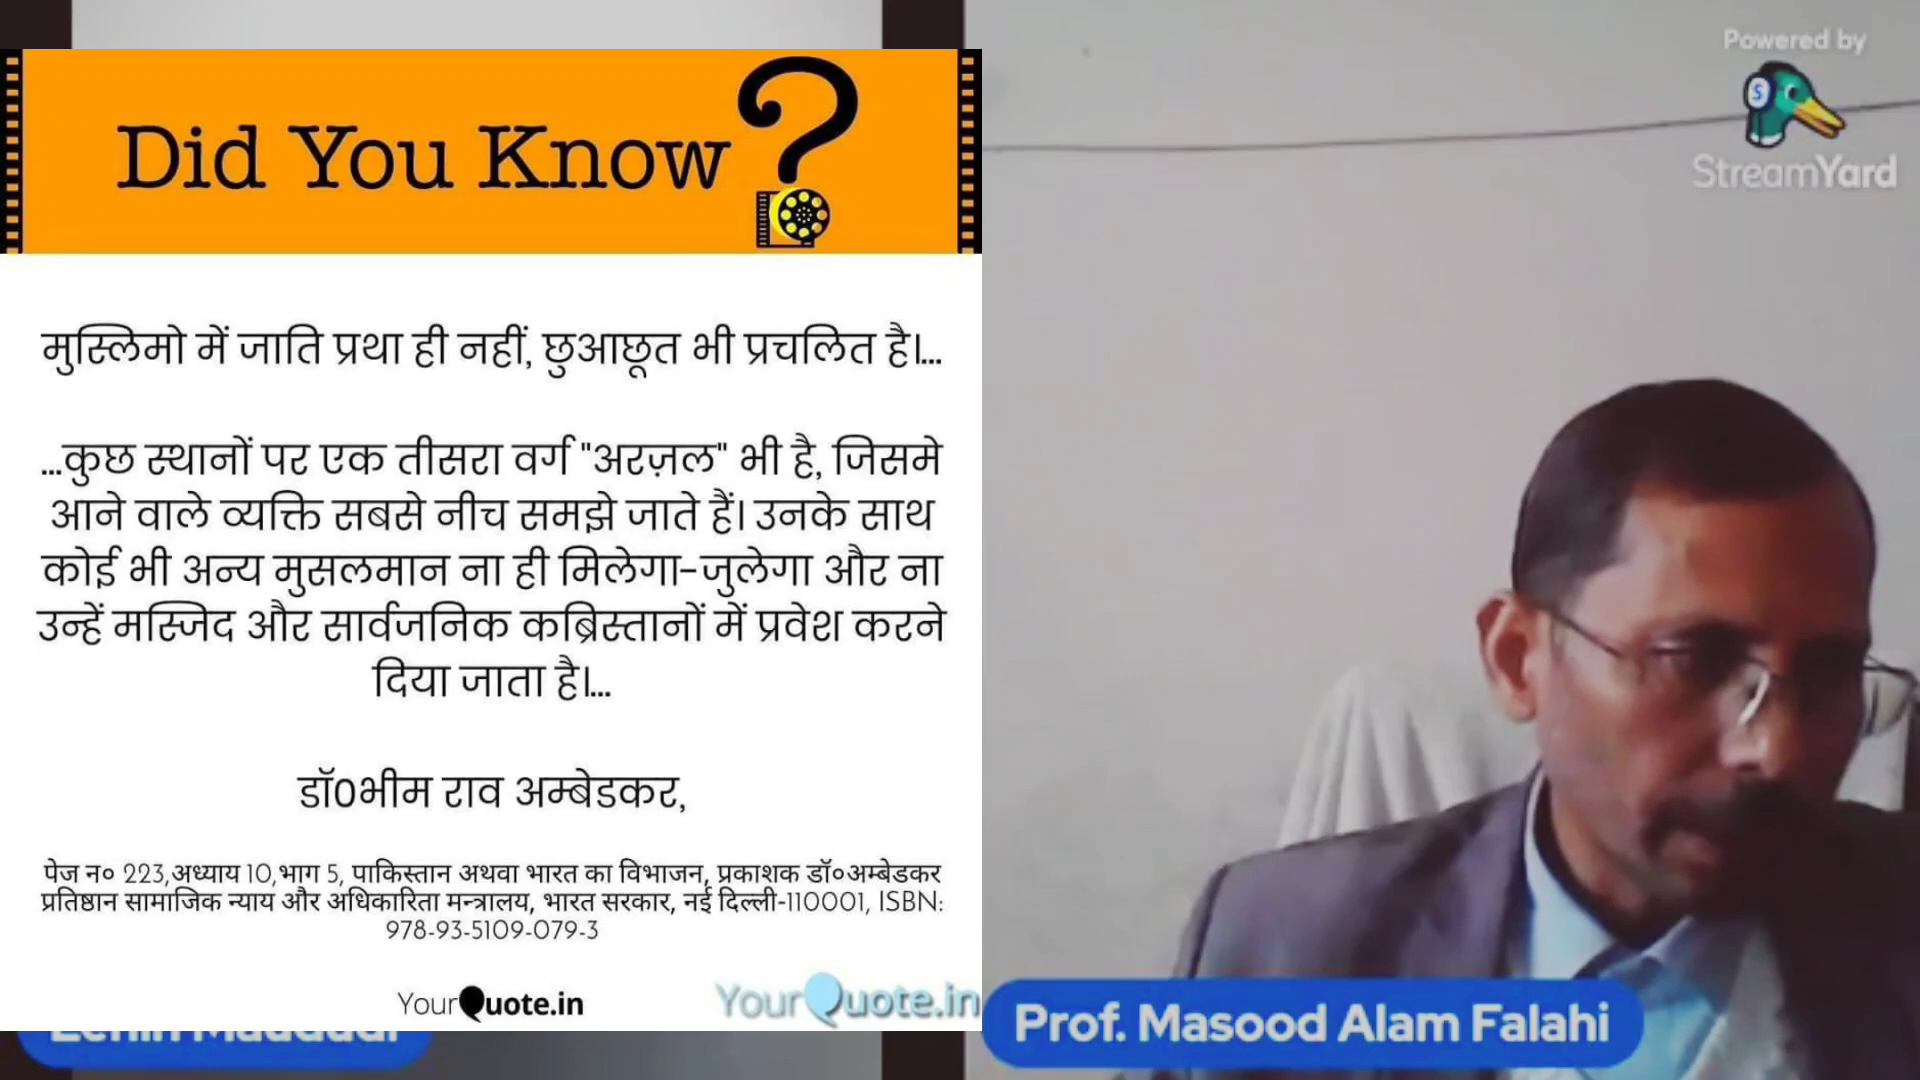 Did You Know?
मुस्लिमो में जाति प्रथा ही नहीं, छुआछूत भी प्रचलित है।...
...कुछ स्थानों पर एक तीसरा वर्ग "अरज़ल" भी है, जिसमे
आने वाले व्यक्ति सबसे नीच समझे जाते हैं। उनके साथ
कोई भी अन्य मुसलमान ना ही मिलेगा-जुलेगा और ना
उन्हें मस्जिद और सार्वजनिक कब्रिस्तानों में प्रवेश करने
दिया जाता है।...
डॉ0भीम राव अम्बेडकर,
पेज न० 223,अध्याय 10,भाग 5, पाकिस्तान अथवा भारत का विभाजन, प्रकाशक डॉ०अम्बेडकर
प्रतिष्ठान सामाजिक न्याय और अधिकारिता मन्त्रालय, भारत सरकार, नई दिल्ली-110001, ISBN:
978-93-5109-079-3
YourQuote.in
YourQuote.in
Powered by
S
StreamYard
Prof. Masood Alam Falahi